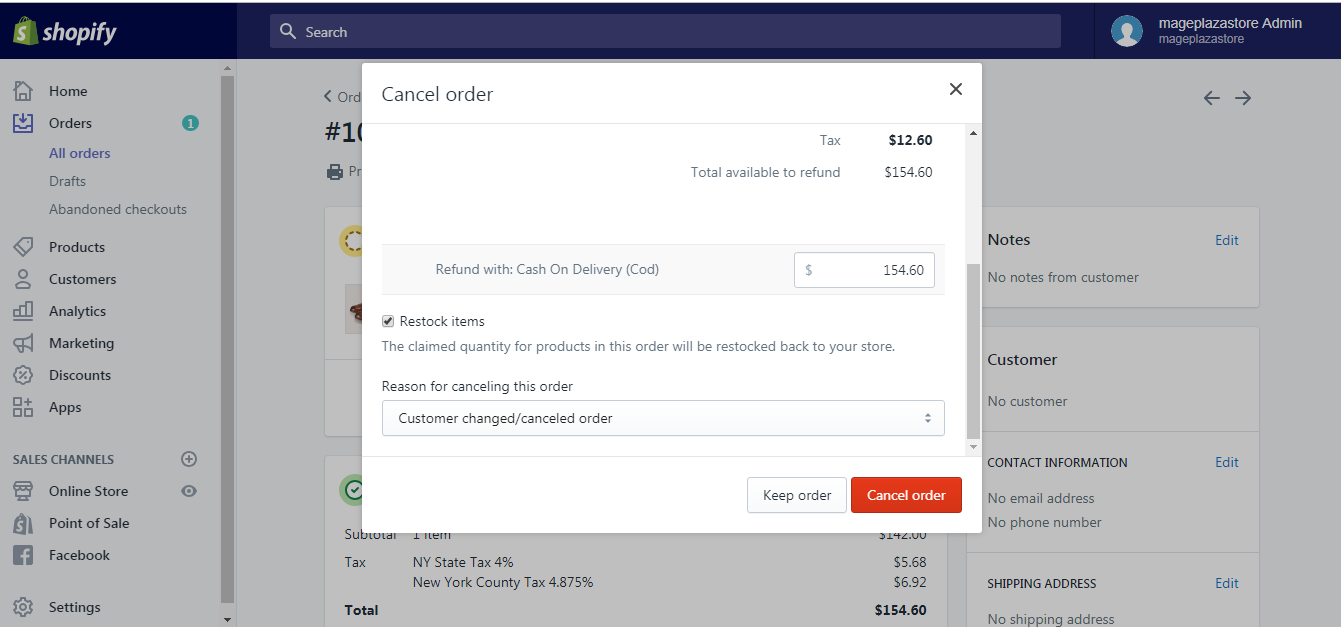 shopify
Search
mageplazastore Admin
mageplazastore
Home
Orders 1
All orders
Drafts
Abandoned checkouts
Products
Customers
Analytics
Marketing
Discounts
Apps
SALES CHANNELS
Online Store
Point of Sale
Facebook
Settings
Cancel order
Tax $12.60
Total available to refund $154.60
Refund with: Cash On Delivery (Cod) $ 154.60
Restock items
The claimed quantity for products in this order will be restocked back to your store.
Reason for canceling this order
Customer changed/canceled order
Keep order Cancel order
Subtotal 1 item $142.00
Tax NY State Tax 4% $5.68
New York County Tax 4.875% $6.92
Total $154.60
Notes Edit
No notes from customer
Customer
No customer
CONTACT INFORMATION Edit
No email address
No phone number
SHIPPING ADDRESS Edit
No shipping address